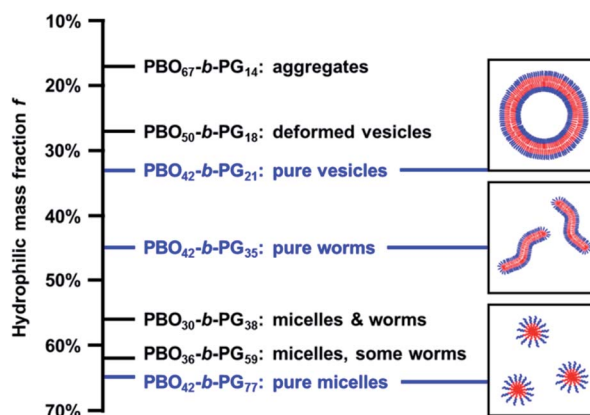 10%
PBO₆₇-b-PG₁₄: aggregates
20%
PBO₅₀-b-PG₁₈: deformed vesicles
30%
PBO₄₂-b-PG₂₁: pure vesicles
40%
PBO₄₂-b-PG₃₅: pure worms
50%
PBO₃₀-b-PG₃₈: micelles & worms
60%
PBO₃₆-b-PG₅₉: micelles, some worms
PBO₄₂-b-PG₇₇: pure micelles
70%
Hydrophilic mass fraction f